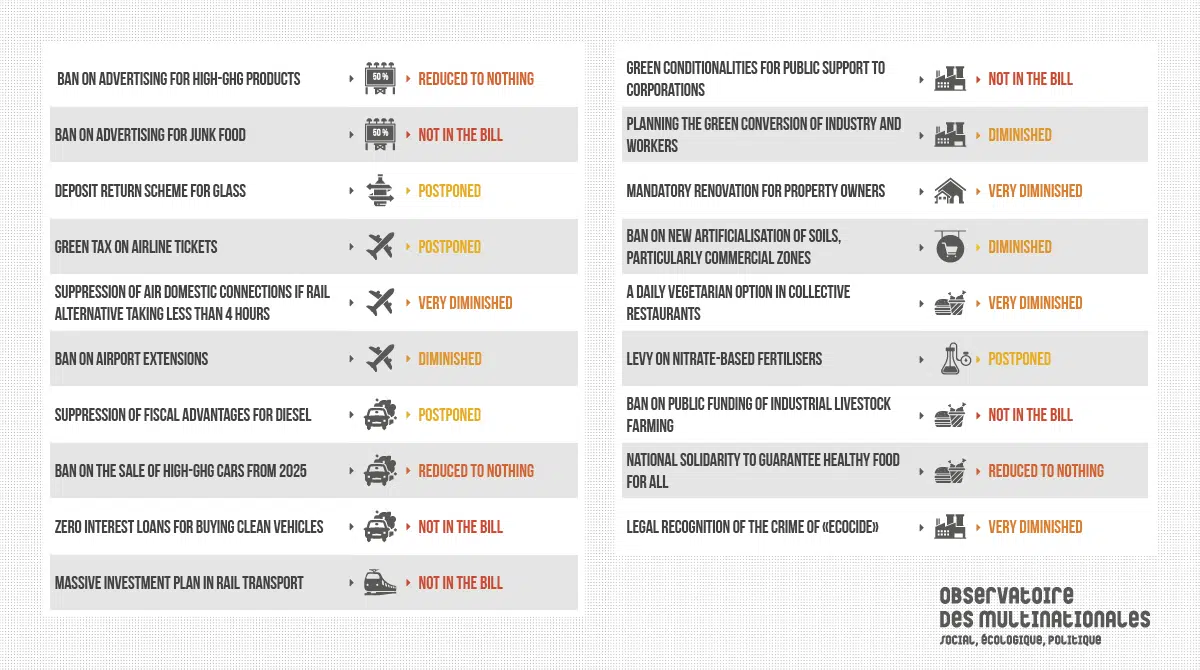 BAN ON ADVERTISING FOR HIGH-GHG PRODUCTS
50 %
REDUCED TO NOTHING
BAN ON ADVERTISING FOR JUNK FOOD
50 %
NOT IN THE BILL
DEPOSIT RETURN SCHEME FOR GLASS
POSTPONED
GREEN TAX ON AIRLINE TICKETS
POSTPONED
SUPPRESSION OF AIR DOMESTIC CONNECTIONS IF RAIL
ALTERNATIVE TAKING LESS THAN 4 HOURS
VERY DIMINISHED
BAN ON AIRPORT EXTENSIONS
DIMINISHED
SUPPRESSION OF FISCAL ADVANTAGES FOR DIESEL
POSTPONED
BAN ON THE SALE OF HIGH-GHG CARS FROM 2025
REDUCED TO NOTHING
ZERO INTEREST LOANS FOR BUYING CLEAN VEHICLES
NOT IN THE BILL
MASSIVE INVESTMENT PLAN IN RAIL TRANSPORT
NOT IN THE BILL
GREEN CONDITIONALITIES FOR PUBLIC SUPPORT TO
CORPORATIONS
NOT IN THE BILL
PLANNING THE GREEN CONVERSION OF INDUSTRY AND
WORKERS
DIMINISHED
MANDATORY RENOVATION FOR PROPERTY OWNERS
VERY DIMINISHED
BAN ON NEW ARTIFICIALISATION OF SOILS,
PARTICULARLY COMMERCIAL ZONES
DIMINISHED
A DAILY VEGETARIAN OPTION IN COLLECTIVE
RESTAURANTS
VERY DIMINISHED
LEVY ON NITRATE-BASED FERTILISERS
POSTPONED
BAN ON PUBLIC FUNDING OF INDUSTRIAL LIVESTOCK
FARMING
NOT IN THE BILL
NATIONAL SOLIDARITY TO GUARANTEE HEALTHY FOOD
FOR ALL
REDUCED TO NOTHING
LEGAL RECOGNITION OF THE CRIME OF «ECOCIDE»
VERY DIMINISHED
OBSERVATOIRE
DES MULTINATIONALES
SOCIAL, ÉCOLOGIQUE, POLITIQUE